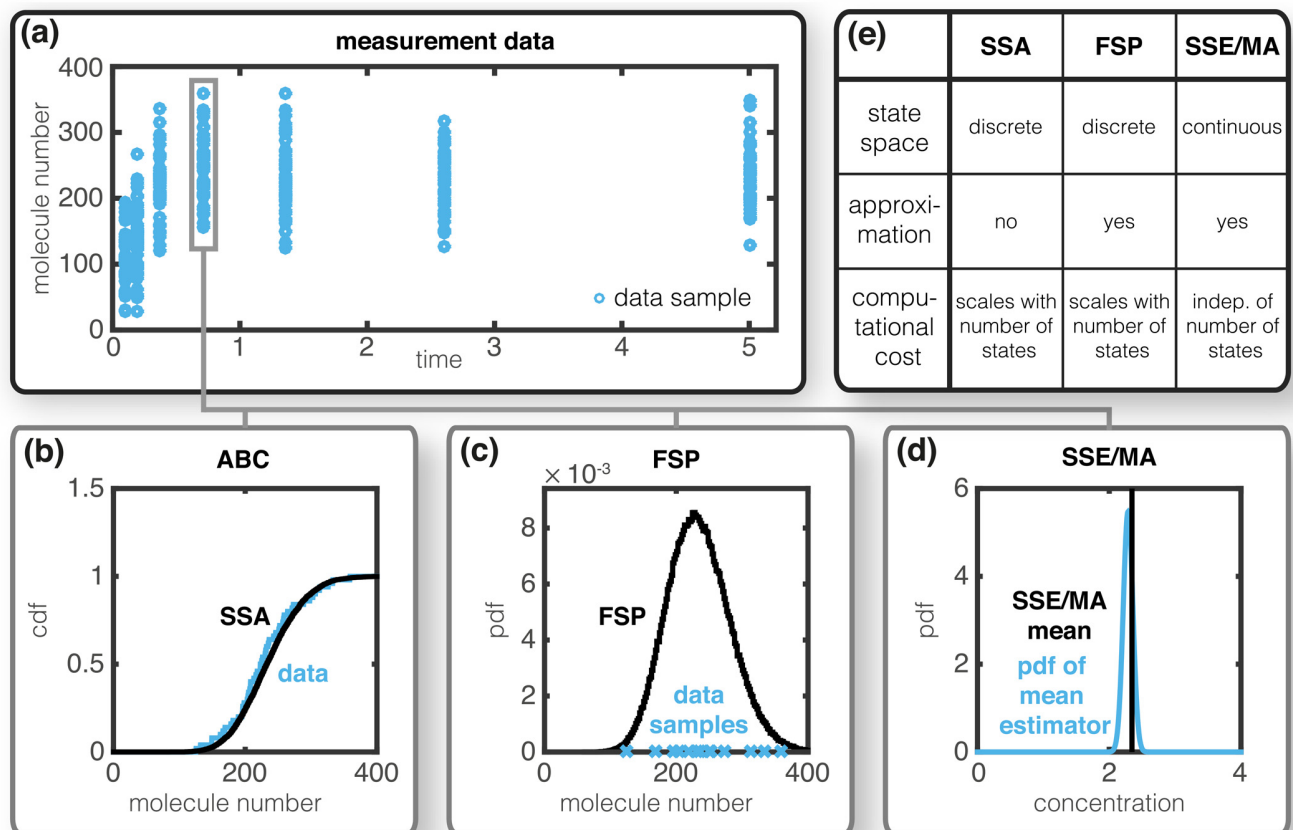 (a)
measurement data
400
300
200
100
0
molecule number
0 1 2 3 4 5
time
data sample
(e)
SSA FSP SSE/MA
state
space
discrete discrete continuous
approxi-
mation
no yes yes
compu-
tational
cost
scales with
number of
states
scales with
number of
states
indep. of
number of
states
(b)
ABC
1.5
1
0.5
0
cdf
SSA
data
0 200 400
molecule number
(c)
FSP
× 10-3
8
6
4
2
0
pdf
FSP
data
samples
0 200 400
molecule number
(d)
SSE/MA
6
4
2
0
pdf
SSE/MA
mean
pdf of
mean
estimator
0 2 4
concentration